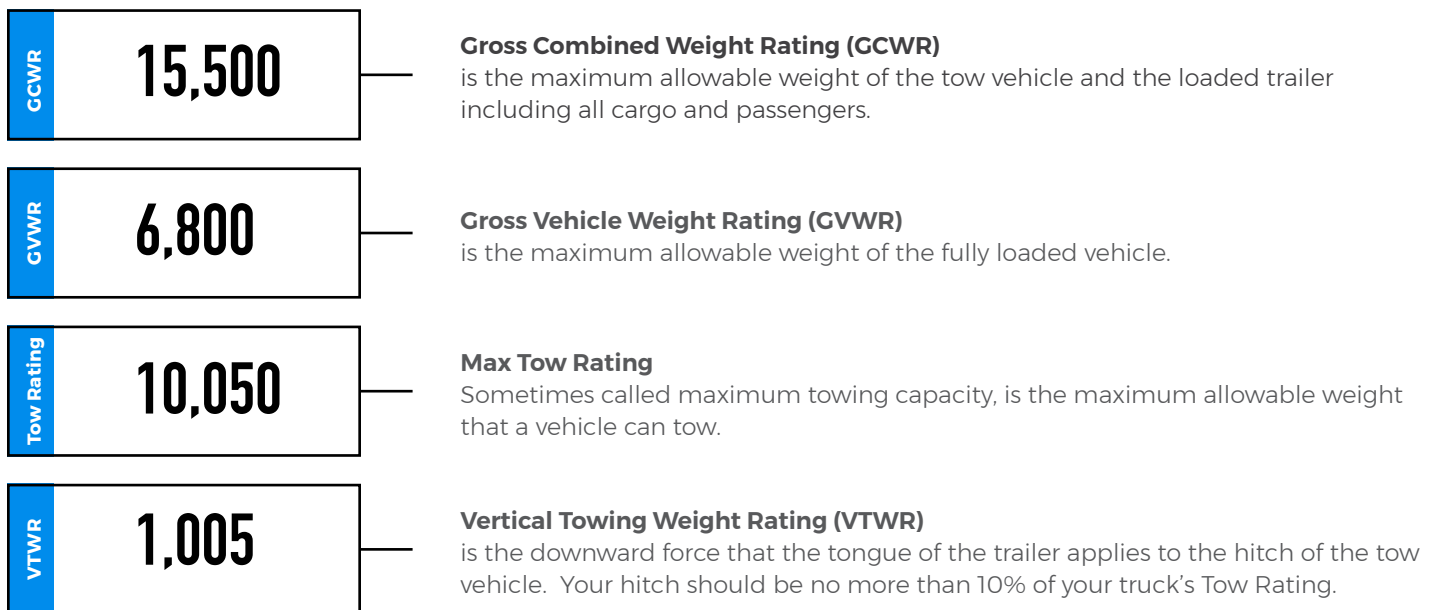 GCWR
15,500
Gross Combined Weight Rating (GCWR)
is the maximum allowable weight of the tow vehicle and the loaded trailer
including all cargo and passengers.
GVWR
6,800
Gross Vehicle Weight Rating (GVWR)
is the maximum allowable weight of the fully loaded vehicle.
Tow Rating
10,050
Max Tow Rating
Sometimes called maximum towing capacity, is the maximum allowable weight
that a vehicle can tow.
VTWR
1,005
Vertical Towing Weight Rating (VTWR)
is the downward force that the tongue of the trailer applies to the hitch of the tow
vehicle.  Your hitch should be no more than 10% of your truck's Tow Rating.